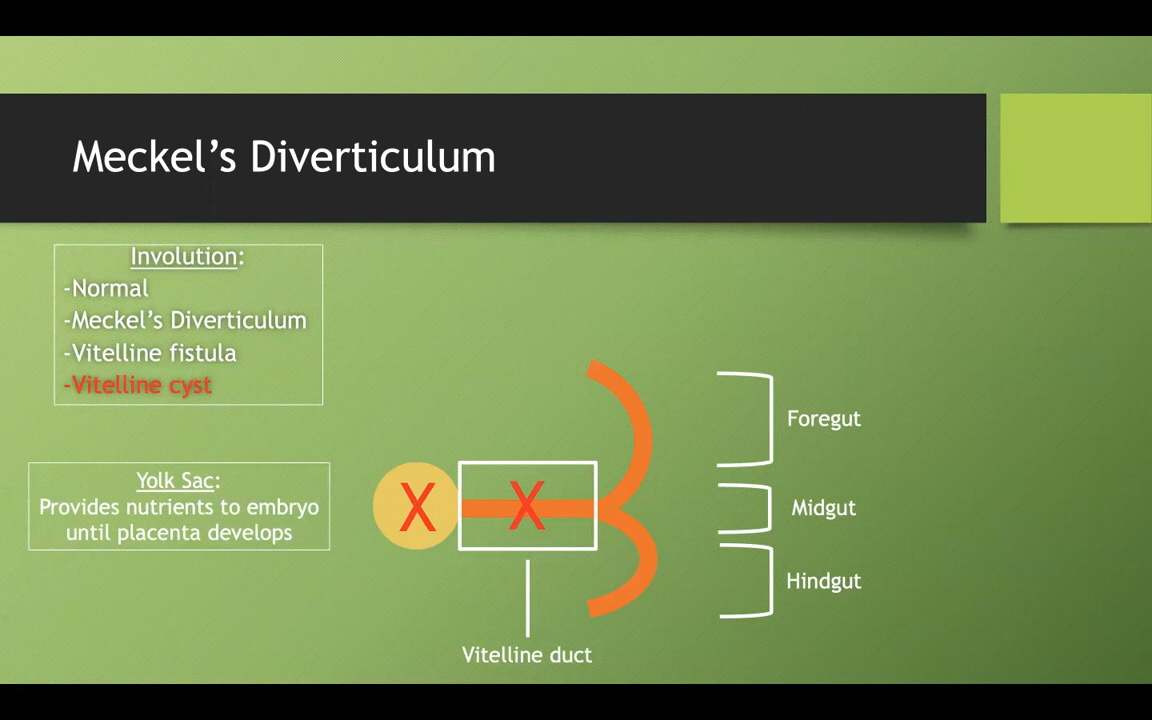 Meckel’s Diverticulum
Involution:
-Normal
-Meckel’s Diverticulum
-Vitelline fistula
-Vitelline cyst
Yolk Sac:
Provides nutrients to embryo
until placenta develops
X
X
Vitelline duct
Foregut
Midgut
Hindgut